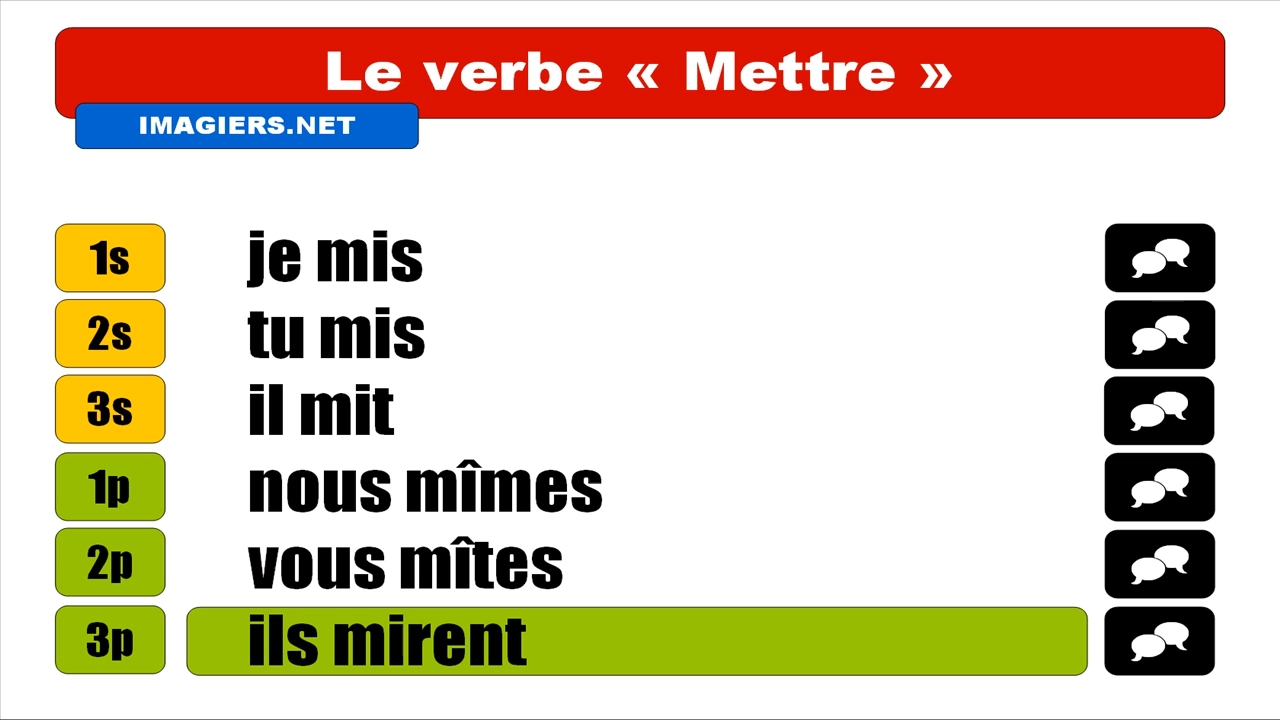 Le verbe « Mettre »
IMAGIERS.NET
1s je mis
2s tu mis
3s il mit
1p nous mîmes
2p vous mîtes
3p ils mirent